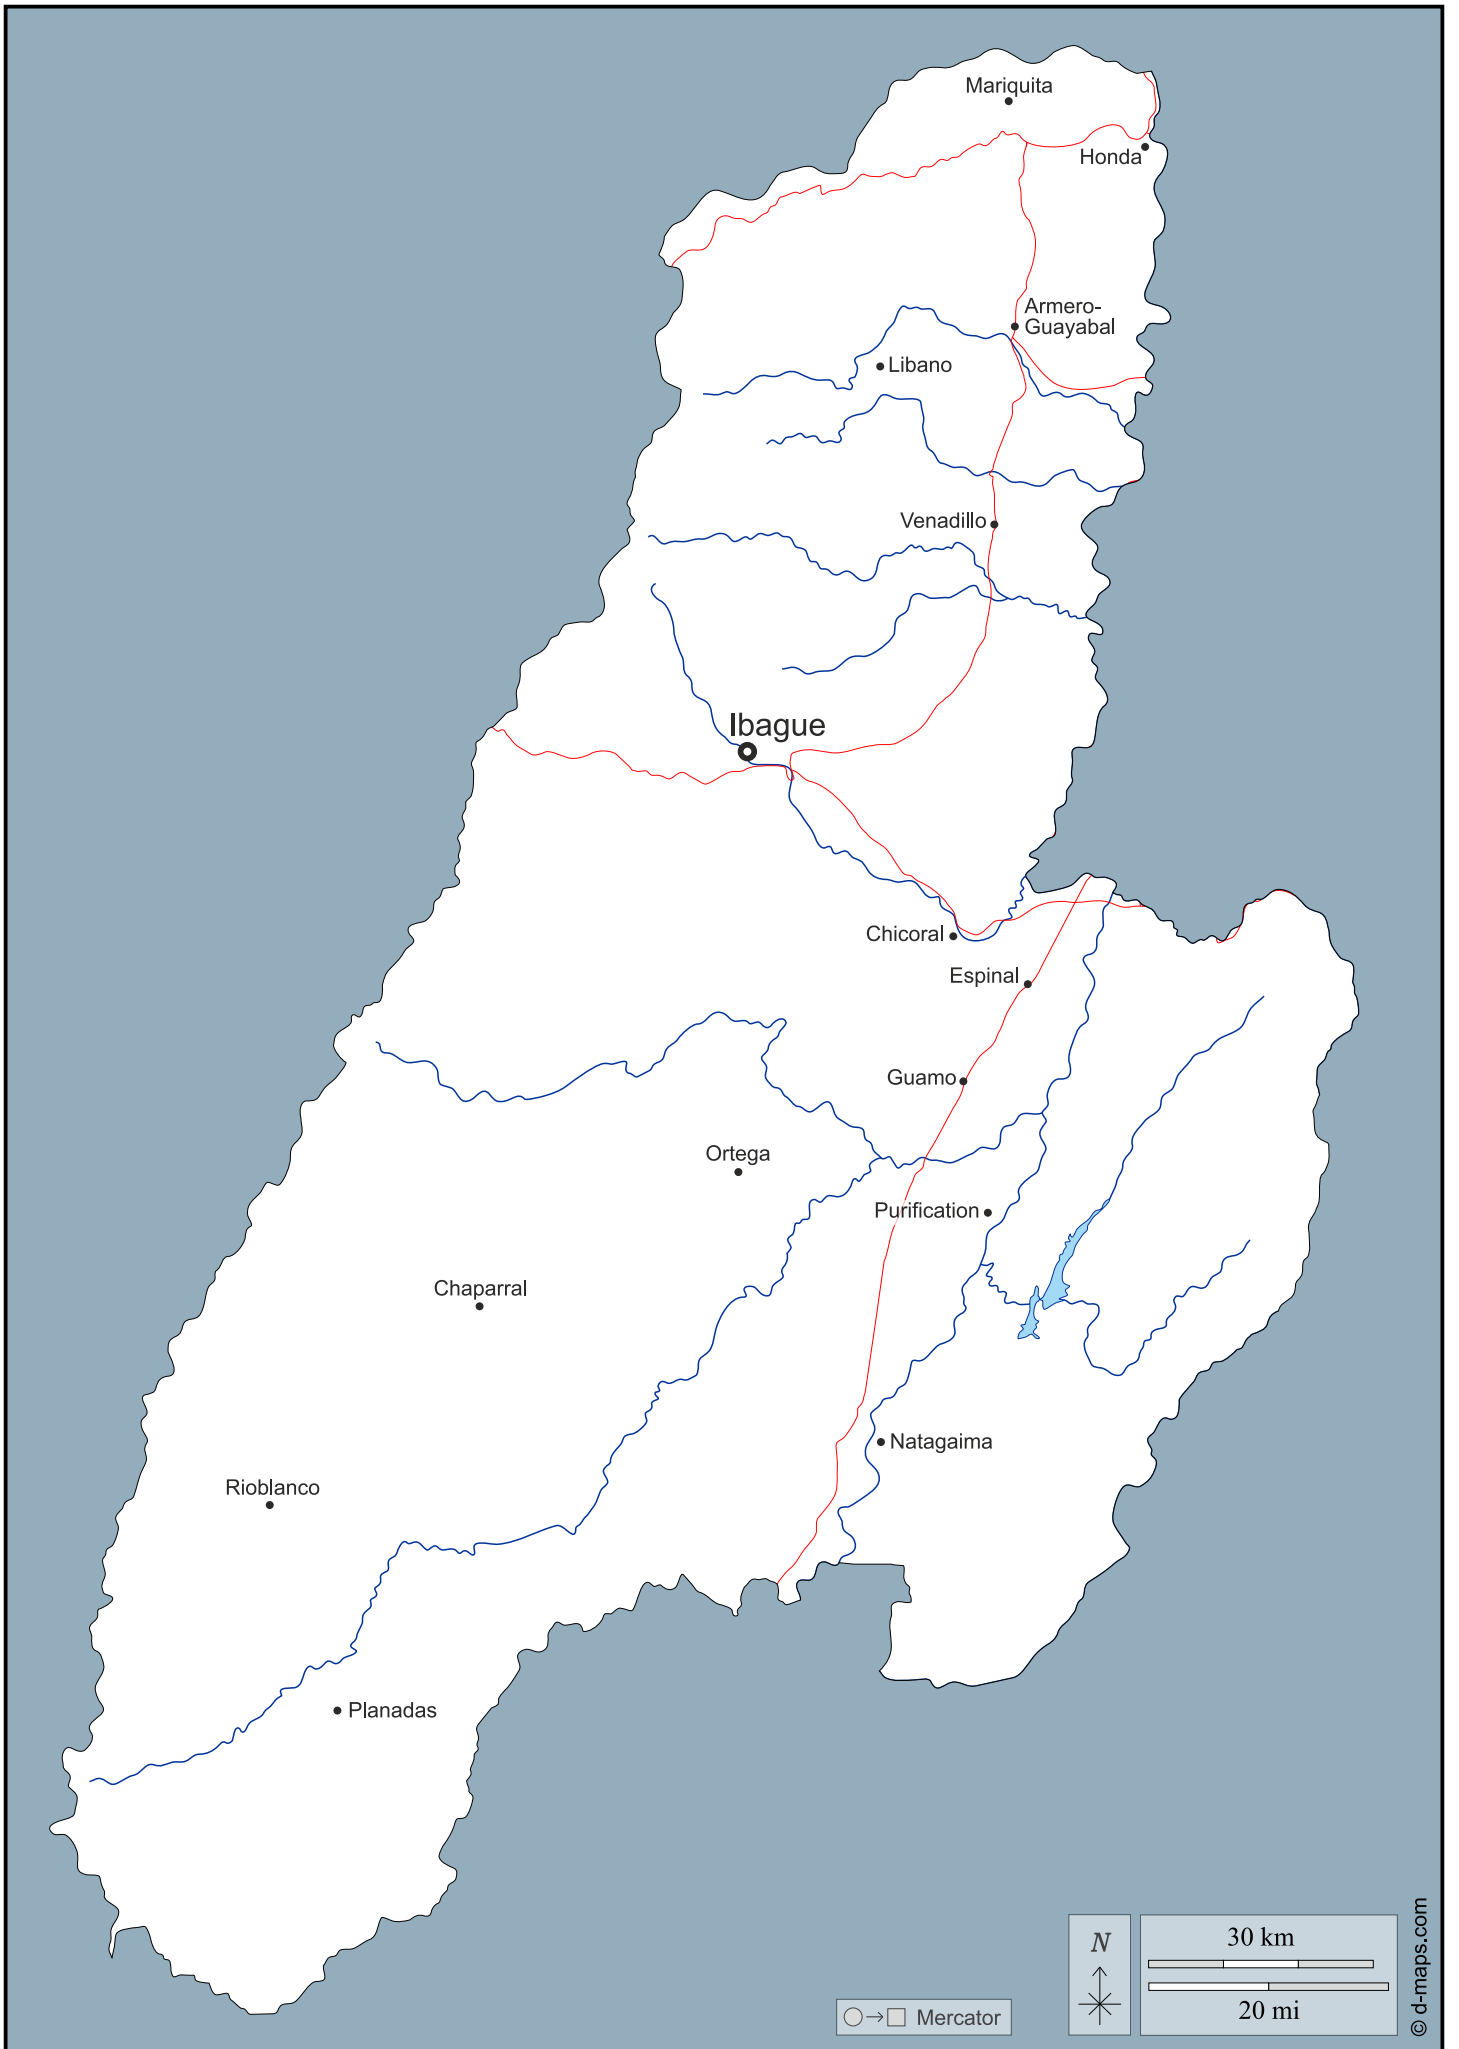 Mariquita
Honda
Armero-
Guayabal
Libano
Venadillo
Ibague
Chicoral
Espinal
Guamo
Ortega
Purification
Chaparral
Natagaima
Rioblanco
Planadas
N
30 km
20 mi
Mercator
© d-maps.com